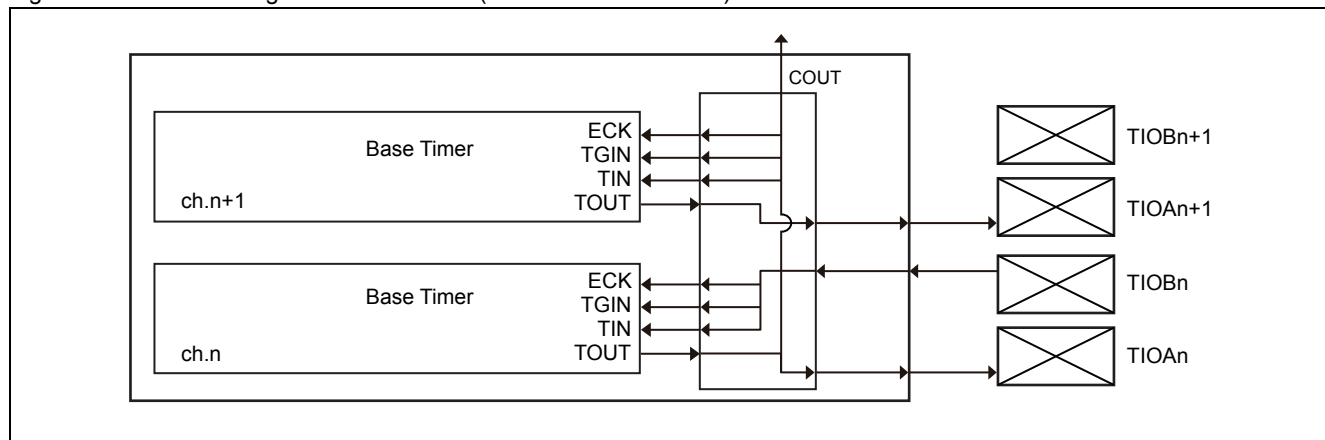 COUT
ECK
Base Timer
TGIN
TIN
ch.n+1
TOUT
TIOBn+1
TIOAn+1
ECK
Base Timer
TGIN
TIN
ch.n
TOUT
TIOBn
TIOAn